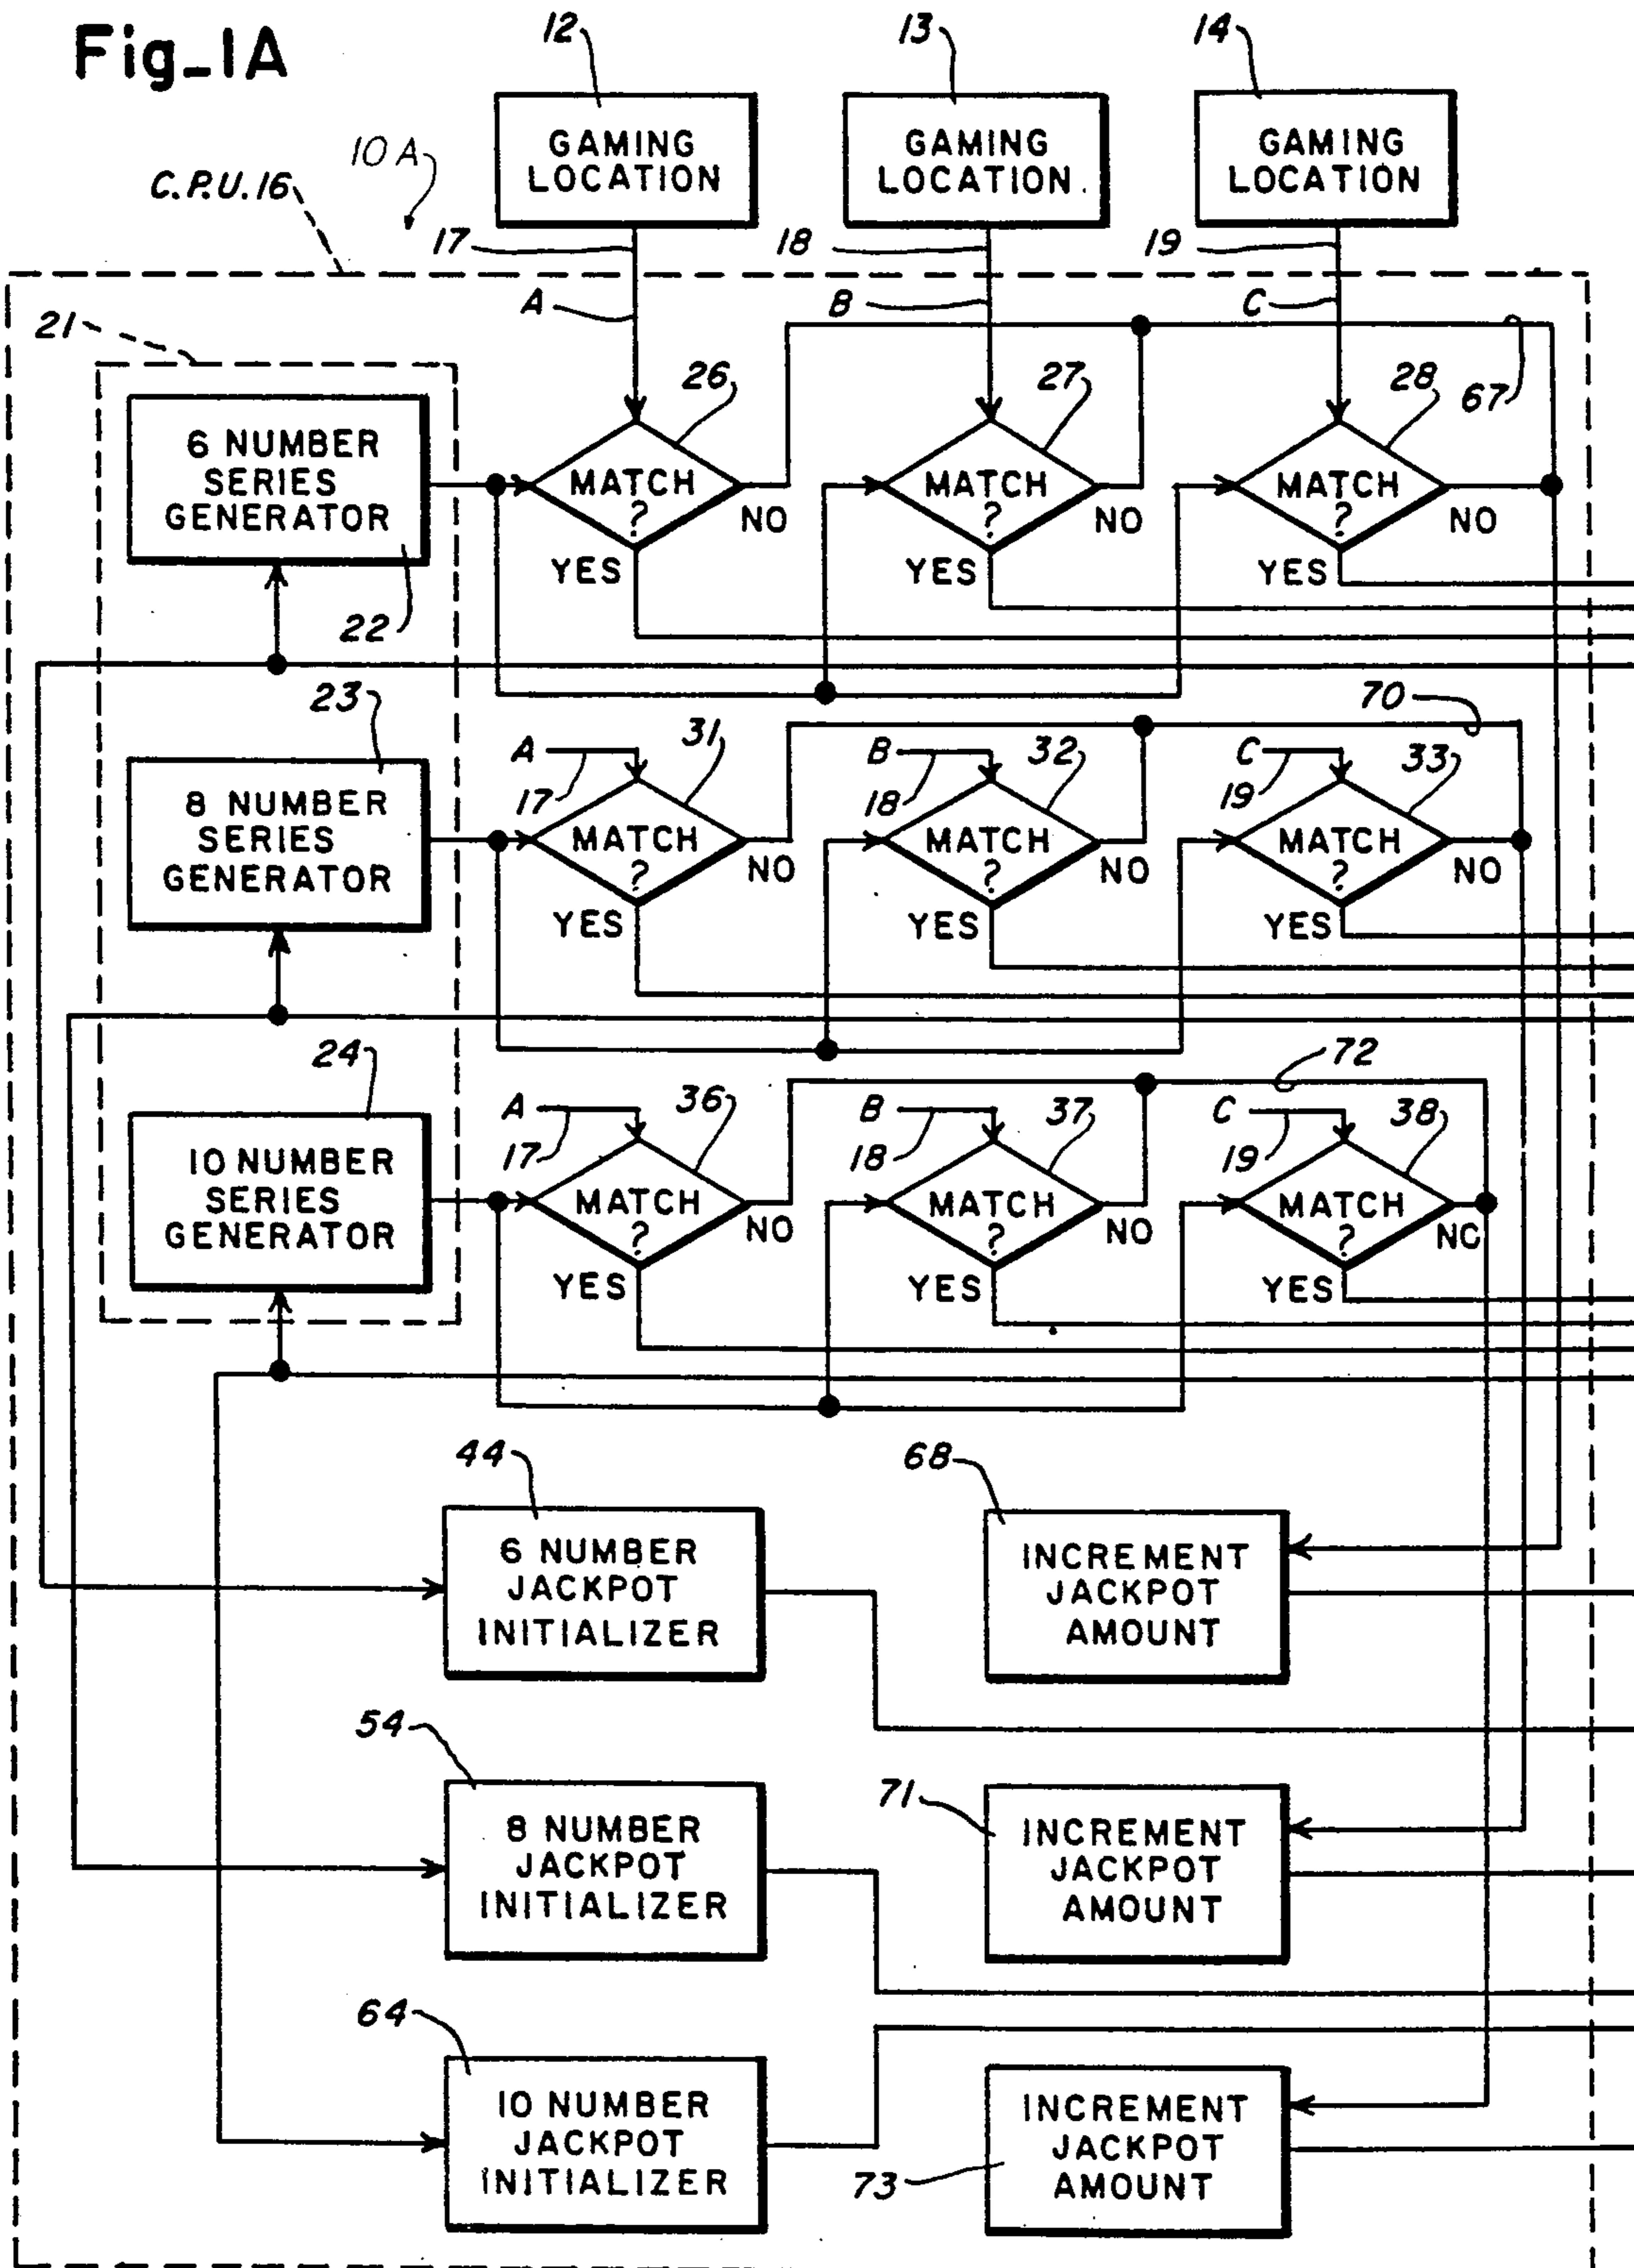 Fig_1A
12
13
14
GAMING
LOCATION
GAMING
LOCATION
GAMING
LOCATION
10 A
C.P.U. 16
17
18
19
A
B
C
21
26
27
28
67
6 NUMBER
SERIES
GENERATOR
MATCH
?
NO
YES
MATCH
?
NO
YES
MATCH
?
NO
YES
22
23
70
A
17
31
B
18
32
C
19
33
8 NUMBER
SERIES
GENERATOR
MATCH
?
NO
YES
MATCH
?
NO
YES
MATCH
?
NO
YES
24
72
A
17
36
B
18
37
C
19
38
10 NUMBER
SERIES
GENERATOR
MATCH
?
NO
YES
MATCH
?
NO
YES
MATCH
?
NO
YES
44
68
6 NUMBER
JACKPOT
INITIALIZER
INCREMENT
JACKPOT
AMOUNT
54
71
8 NUMBER
JACKPOT
INITIALIZER
INCREMENT
JACKPOT
AMOUNT
64
10 NUMBER
JACKPOT
INITIALIZER
INCREMENT
JACKPOT
AMOUNT
73